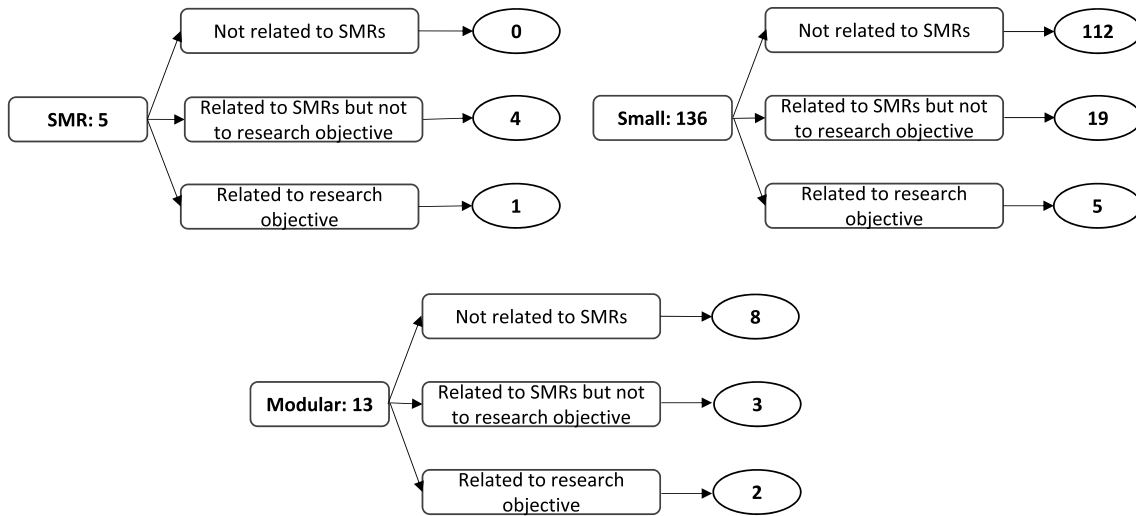 SMR: 5
Not related to SMRs
0
Related to SMRs but not
to research objective
4
Related to research
objective
1
Small: 136
Not related to SMRs
112
Related to SMRs but not
to research objective
19
Related to research
objective
5
Modular: 13
Not related to SMRs
8
Related to SMRs but not
to research objective
3
Related to research
objective
2